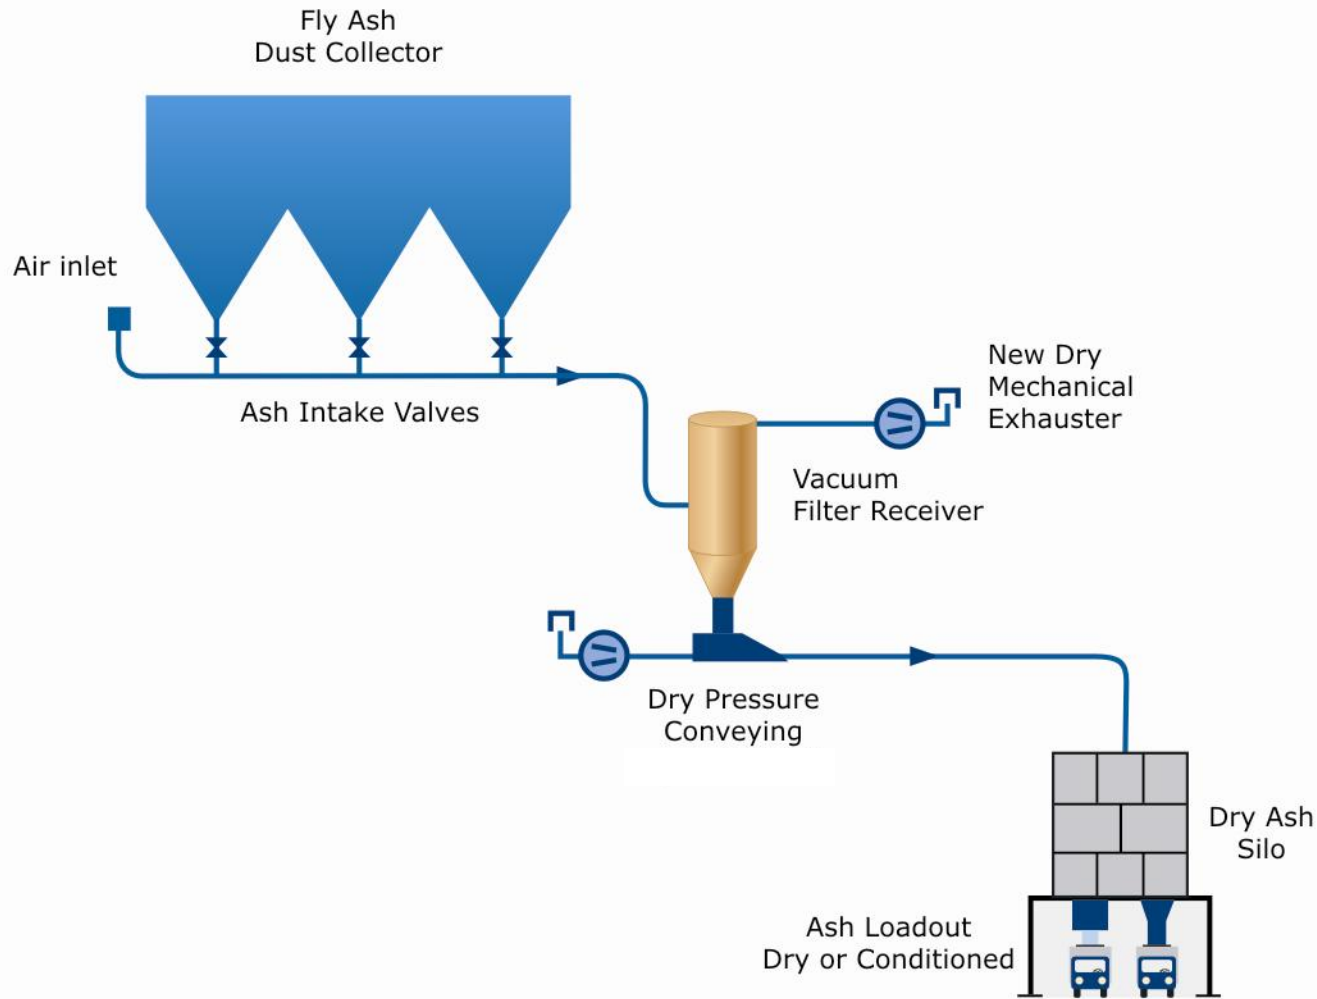 Fly Ash
Dust Collector
Air inlet
Ash Intake Valves
New Dry
Mechanical
Exhauster
Vacuum
Filter Receiver
Dry Pressure
Conveying
Dry Ash
Silo
Ash Loadout
Dry or Conditioned